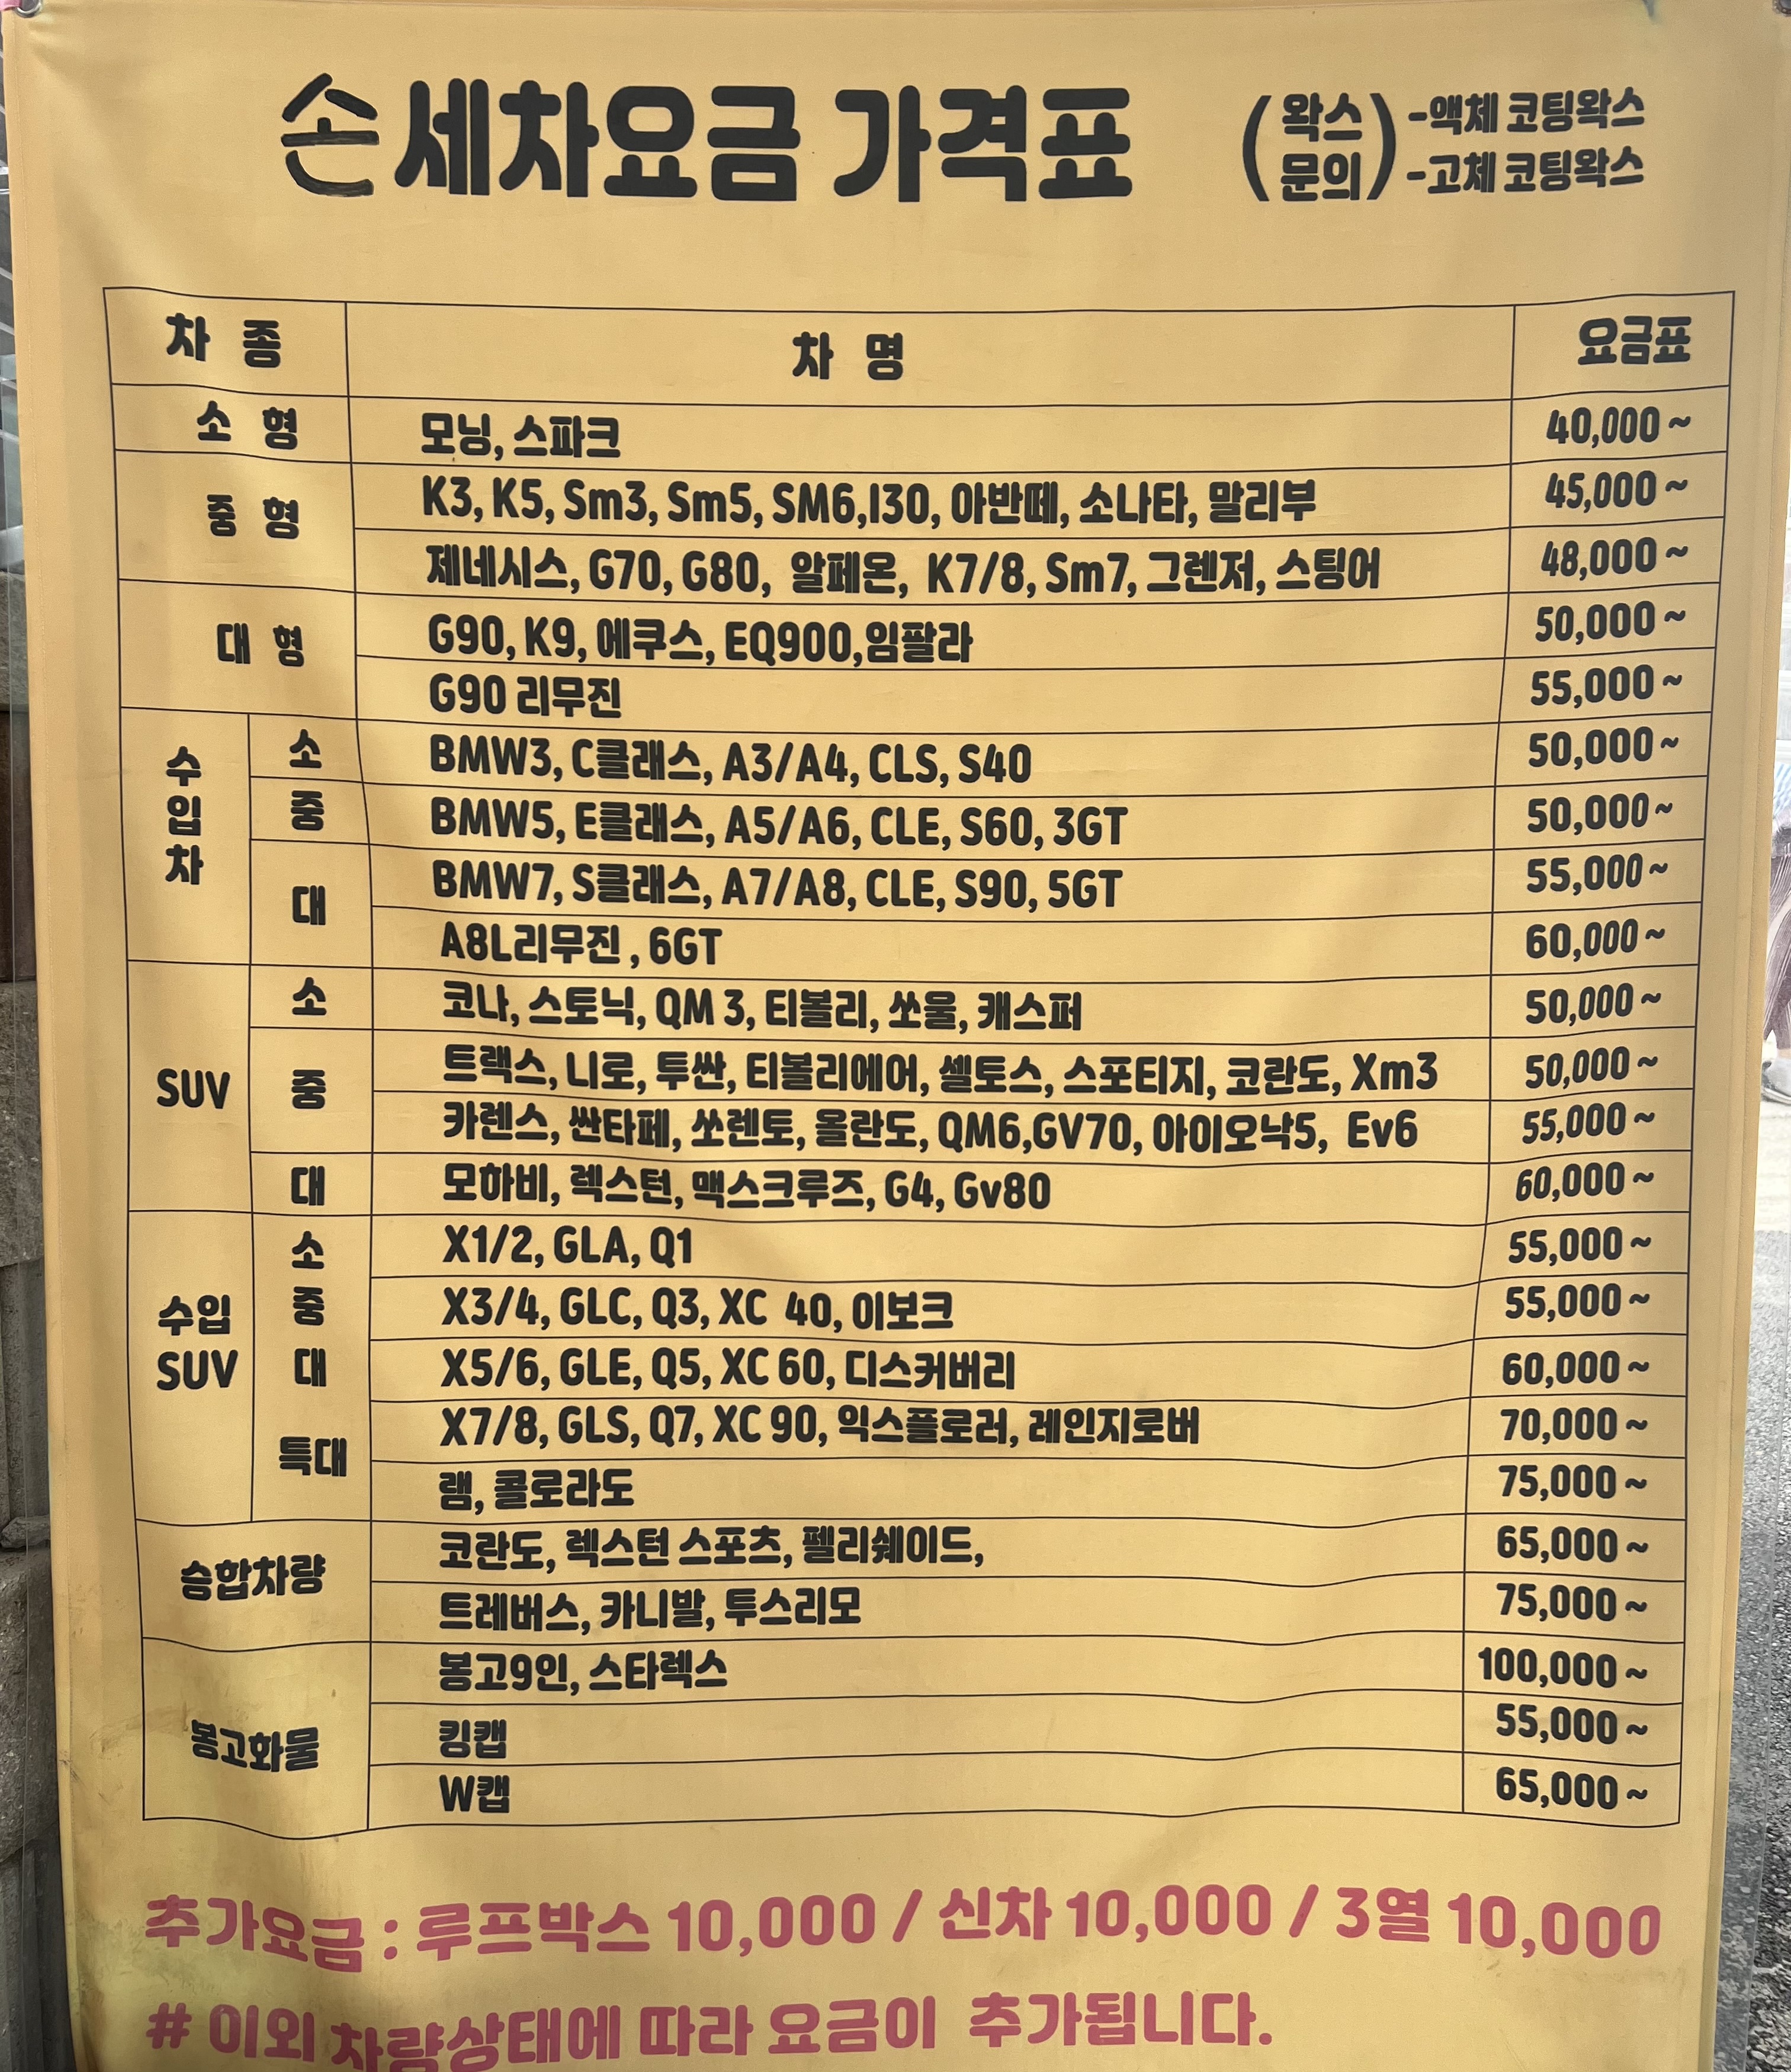 손세차요금 가격표 (왁스 문의) -액체 코팅왁스 -고체 코팅왁스
차 종 차 명 요금표
소 형 모닝, 스파크 40,000~
중 형 K3, K5, Sm3, Sm5, SM6,I30, 아반떼, 소나타, 말리부 45,000~
제네시스, G70, G80, 알페온, K7/8, Sm7, 그렌저, 스팅어 48,000~
대 형 G90, K9, 에쿠스, EQ900,임팔라 50,000~
G90 리무진 55,000~
수입차 소 BMW3, C클래스, A3/A4, CLS, S40 50,000~
중 BMW5, E클래스, A5/A6, CLE, S60, 3GT 50,000~
대 BMW7, S클래스, A7/A8, CLE, S90, 5GT 55,000~
A8L리무진 , 6GT 60,000~
SUV 소 코나, 스토닉, QM 3, 티볼리, 쏘울, 캐스퍼 50,000~
중 트랙스, 니로, 투싼, 티볼리에어, 셀토스, 스포티지, 코란도, Xm3 50,000~
카렌스, 싼타페, 쏘렌토, 올란도, QM6,GV70, 아이오낙5, Ev6 55,000~
대 모하비, 렉스턴, 맥스크루즈, G4, Gv80 60,000~
수입 SUV 소 X1/2, GLA, Q1 55,000~
중 X3/4, GLC, Q3, XC 40, 이보크 55,000~
대 X5/6, GLE, Q5, XC 60, 디스커버리 60,000~
특대 X7/8, GLS, Q7, XC 90, 익스플로러, 레인지로버 70,000~
램, 콜로라도 75,000~
승합차량 코란도, 렉스턴 스포츠, 펠리쉐이드, 65,000~
트레버스, 카니발, 투스리모 75,000~
봉고화물 봉고9인, 스타렉스 100,000~
킹캡 55,000~
W캡 65,000~
추가요금 : 루프박스 10,000 / 신차 10,000 / 3열 10,000
# 이외 차량상태에 따라 요금이 추가됩니다.